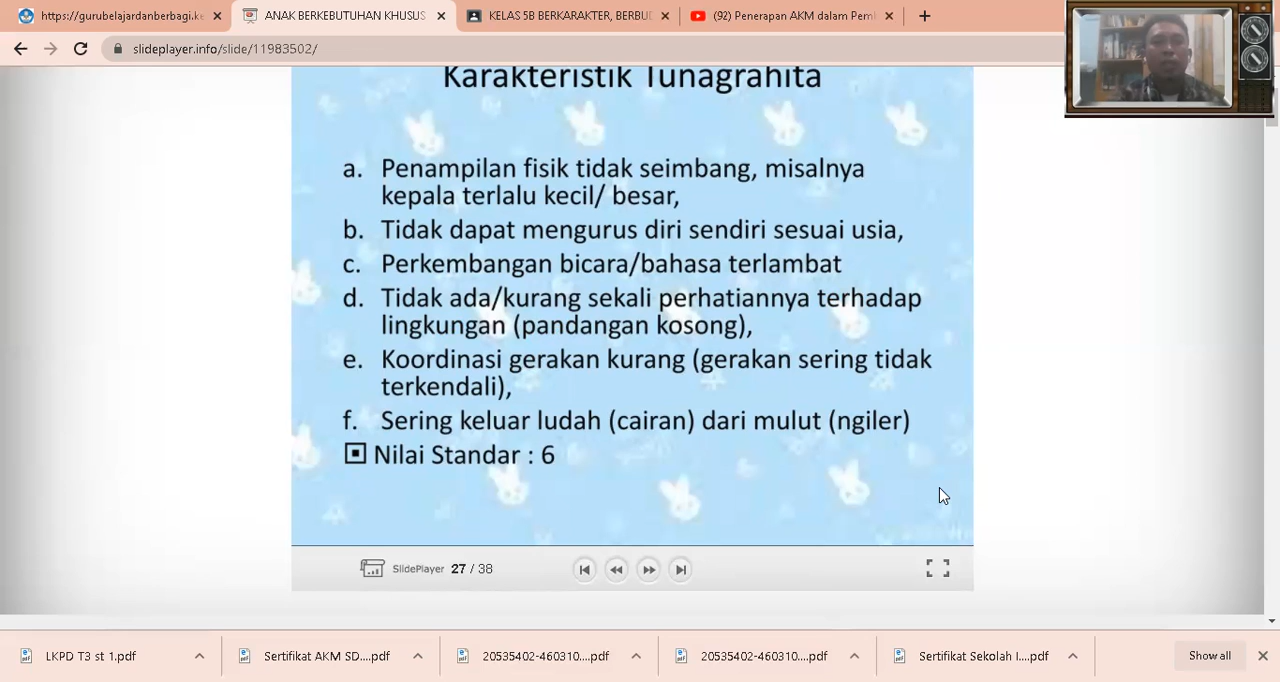 https://gurubelajardanberbagi.ke
ANAK BERKEBUTUHAN KHUSUS
KELAS 5B BERKARAKTER, BERBUD
(92) Penerapan AKM dalam Pem
slideplayer.info/slide/11983502/
Karakteristik Tunagrahita
a. Penampilan fisik tidak seimbang, misalnya
kepala terlalu kecil/ besar,
b. Tidak dapat mengurus diri sendiri sesuai usia,
c. Perkembangan bicara/bahasa terlambat
d. Tidak ada/kurang sekali perhatiannya terhadap
lingkungan (pandangan kosong),
e. Koordinasi gerakan kurang (gerakan sering tidak
terkendali),
f. Sering keluar ludah (cairan) dari mulut (ngiler)
Nilai Standar : 6
SlidePlayer 27 / 38
LKPD T3 st 1.pdf
Sertifikat AKM SD....pdf
20535402-460310....pdf
20535402-460310....pdf
Sertifikat Sekolah I....pdf
Show all